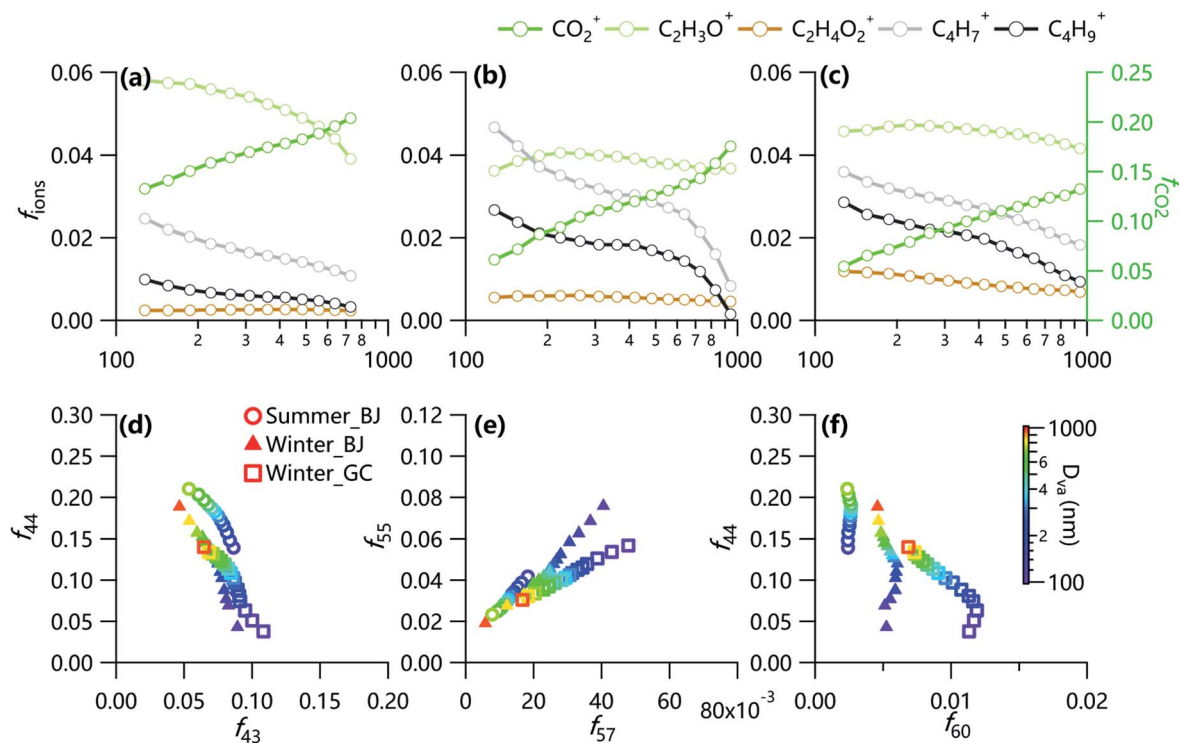 CO₂⁺ C₂H₃O⁺ C₂H₄O₂⁺ C₄H₇⁺ C₄H₉⁺
(a) (b) (c)
0.06 0.06 0.06 0.25
0.04 0.04 0.04 0.20
0.15
0.02 0.02 0.02 0.10
0.05
0.00 0.00 0.00 0.00
f_ions f_CO2
100 2 3 4 5 6 7 8 100 2 3 4 5 6 7 8 1000 100 2 3 4 5 6 7 8 1000
(d) (e) (f)
Summer_BJ
Winter_BJ
Winter_GC
0.30 0.25 0.20 0.15 0.10 0.05 0.00
f₄₄
0.00 0.05 0.10 0.15 0.20
f₄₃
0.12 0.10 0.08 0.06 0.04 0.02 0.00
f₅₅
0 20 40 80x10⁻³
f₅₇
0.30 0.25 0.20 0.15 0.10 0.05 0.00
f₄₄
0.00 0.01 0.02
f₆₀
1000
6
4
2
100
D_va (nm)